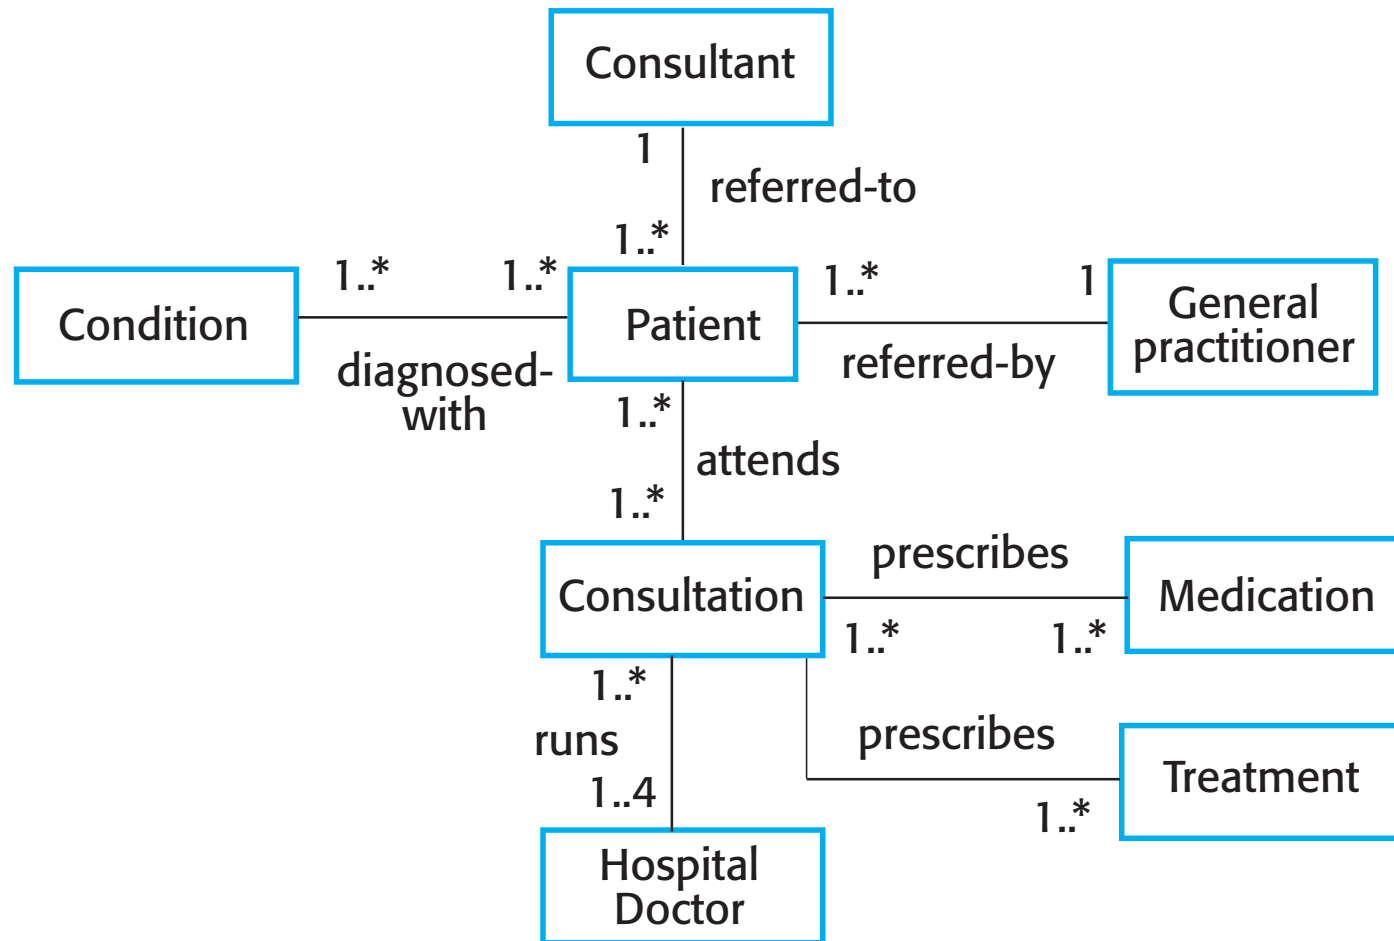 Consultant
1
referred-to
1..*
1..*
1..*
1..*
1
Condition
Patient
General
practitioner
diagnosed-
with
referred-by
1..*
attends
1..*
prescribes
Consultation
Medication
1..*
1..*
1..*
runs
prescribes
1..4
Treatment
1..*
Hospital
Doctor